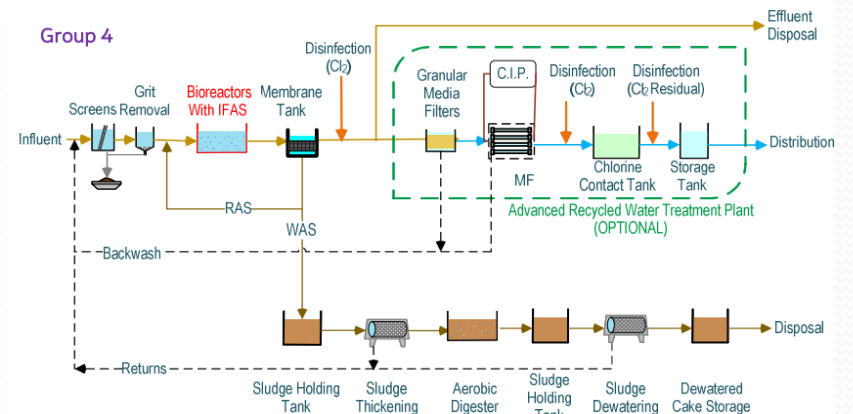 Group 4
Effluent
Disposal
Disinfection
(Cl2)
Granular
Media
Filters
C.I.P.
Disinfection
(Cl2)
Disinfection
(Cl2 Residual)
Grit
Screens Removal
Bioreactors
With IFAS
Membrane
Tank
Influent
Distribution
MF
Chlorine
Contact Tank
Storage
Tank
RAS
WAS
Advanced Recycled Water Treatment Plant
(OPTIONAL)
Backwash
Disposal
Returns
Sludge Holding
Tank
Sludge
Thickening
Aerobic
Digester
Sludge
Holding
Tank
Sludge
Dewatering
Dewatered
Cake Storage